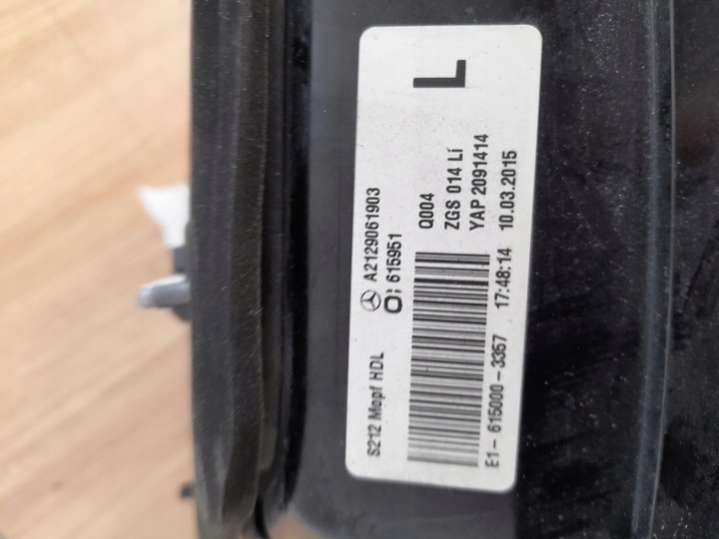 S212 Mopf HDL
A2129061903
615951
L
Q004
ZGS 014 Lí
YAP 2091414
E1-615000-3357 17:48:14 10.03.2015